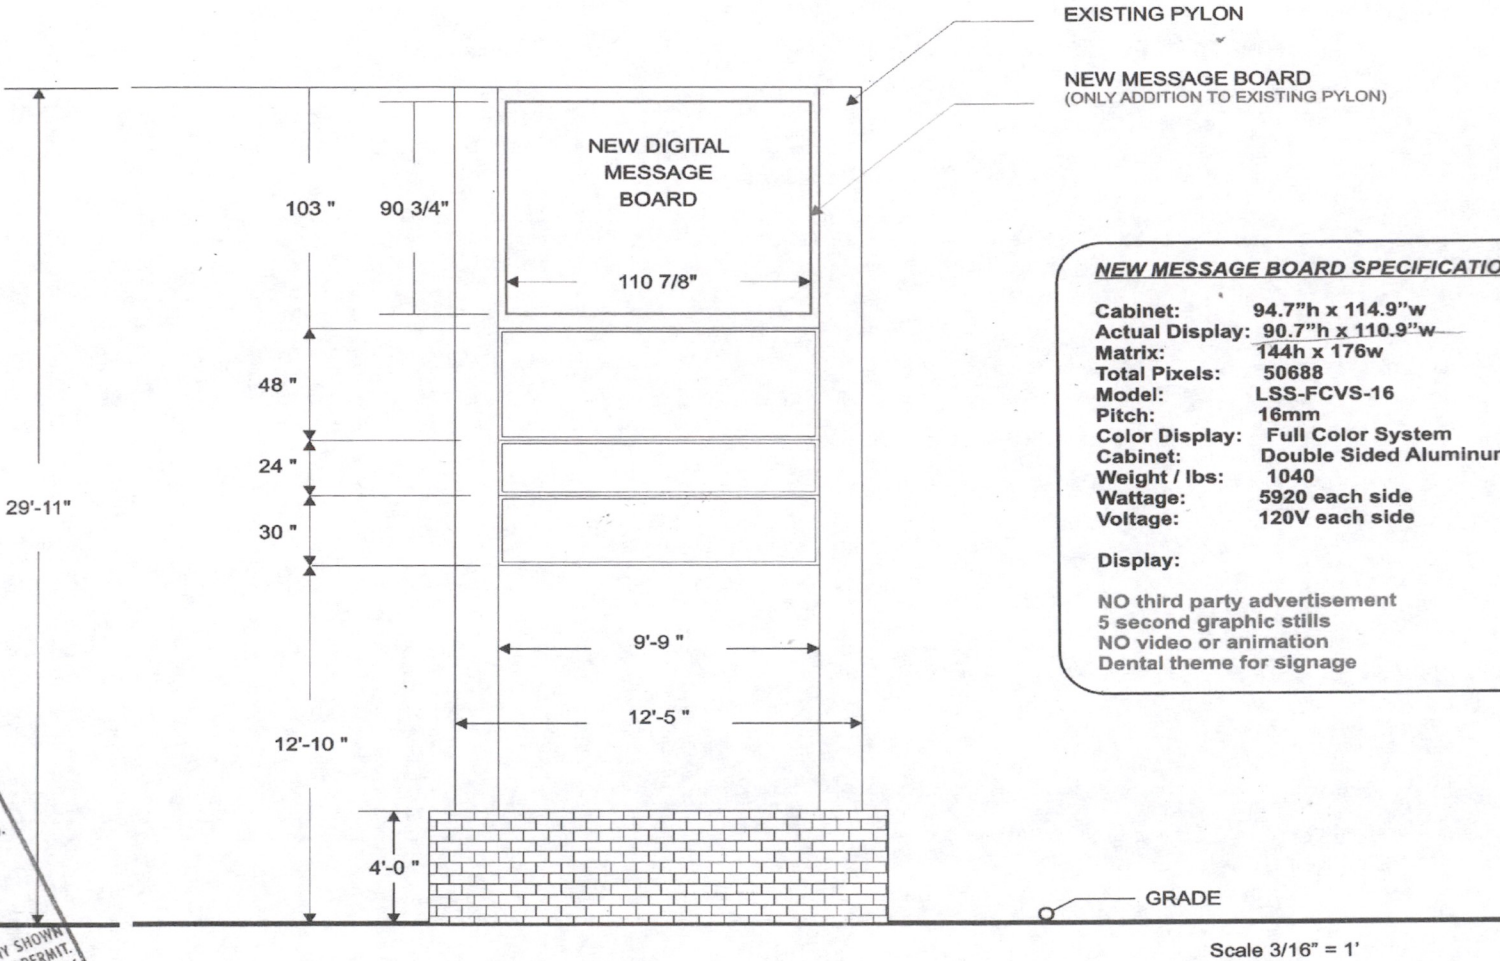 EXISTING PYLON
NEW MESSAGE BOARD
(ONLY ADDITION TO EXISTING PYLON)
NEW DIGITAL
MESSAGE
BOARD
103 "
90 3/4"
110 7/8"
48 "
24 "
29'-11"
30 "
9'-9 "
12'-5 "
12'-10 "
4'-0 "
NEW MESSAGE BOARD SPECIFICATIO
Cabinet: 94.7”h x 114.9”w
Actual Display: 90.7”h x 110.9”w
Matrix: 144h x 176w
Total Pixels: 50688
Model: LSS-FCVS-16
Pitch: 16mm
Color Display: Full Color System
Cabinet: Double Sided Aluminu
Weight / lbs: 1040
Wattage: 5920 each side
Voltage: 120V each side
Display:
NO third party advertisement
5 second graphic stills
NO video or animation
Dental theme for signage
GRADE
Scale 3/16" = 1'
SHOWN
PERMIT.